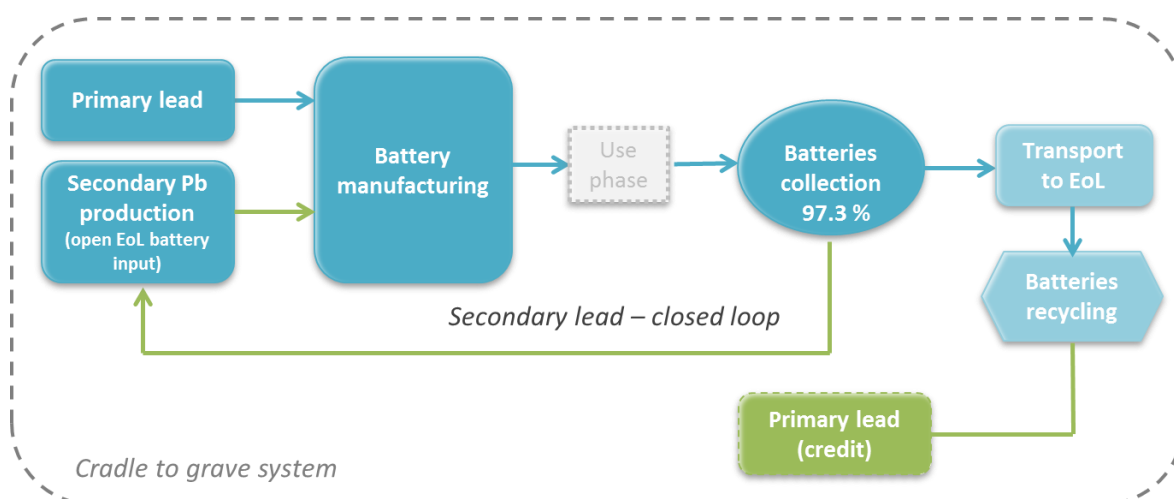 Primary lead
Secondary Pb
production
(open EoL battery
input)
Battery
manufacturing
Use
phase
Batteries
collection
97.3 %
Transport
to EoL
Batteries
recycling
Secondary lead – closed loop
Primary lead
(credit)
Cradle to grave system